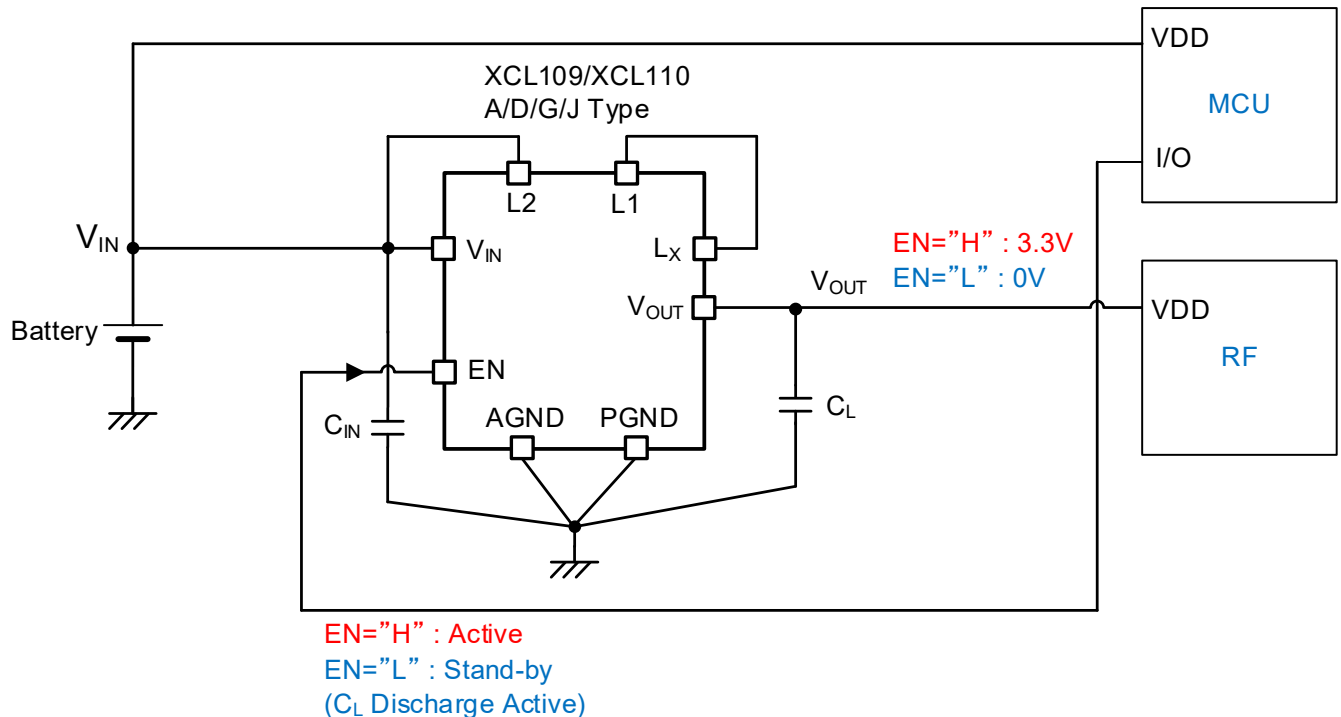 VDD
MCU
I/O
XCL109/XCL110
A/D/G/J Type
L2
L1
VIN
VIN
LX
EN="H" : 3.3V
EN="L" : 0V
VOUT
VOUT
VDD
RF
Battery
EN
CIN
AGND
PGND
CL
EN="H" : Active
EN="L" : Stand-by
(CL Discharge Active)